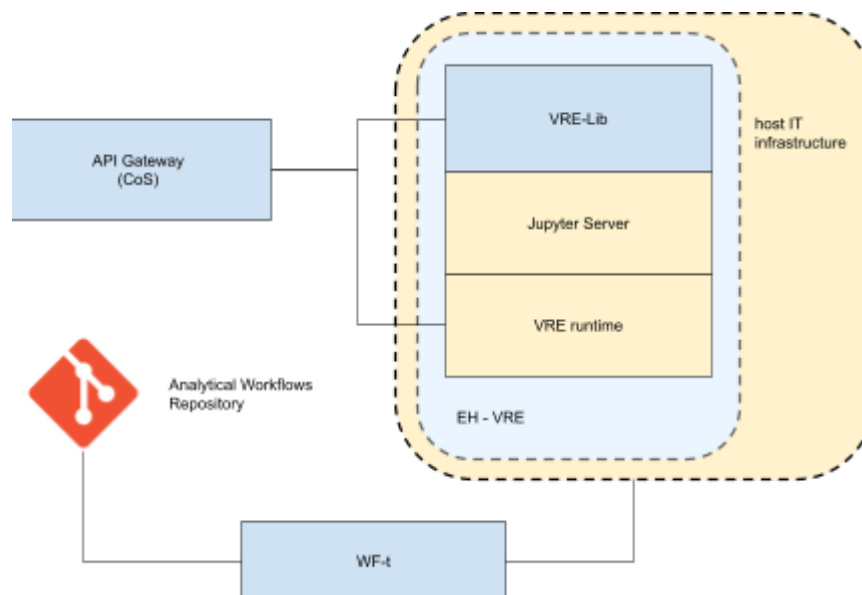 VRE-Lib
host IT
infrastructure
API Gateway
(CoS)
Jupyter Server
VRE runtime
Analytical Workflows
Repository
EH - VRE
WF-t